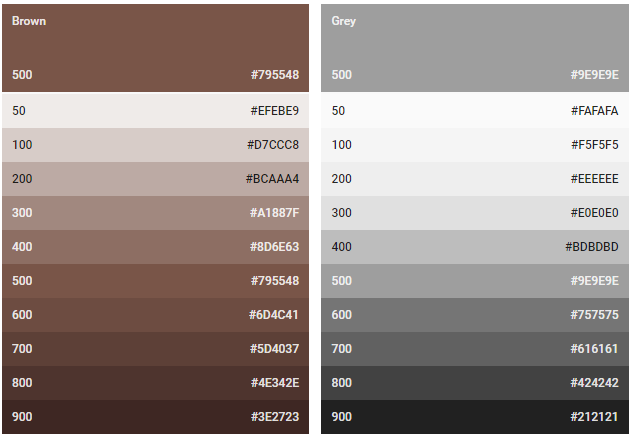 Brown
500 #795548
50 #EFEBE9
100 #D7CCC8
200 #BCAAA4
300 #A1887F
400 #8D6E63
500 #795548
600 #6D4C41
700 #5D4037
800 #4E342E
900 #3E2723
Grey
500 #9E9E9E
50 #FAFAFA
100 #F5F5F5
200 #EEEEEE
300 #E0E0E0
400 #BDBDBD
500 #9E9E9E
600 #757575
700 #616161
800 #424242
900 #212121